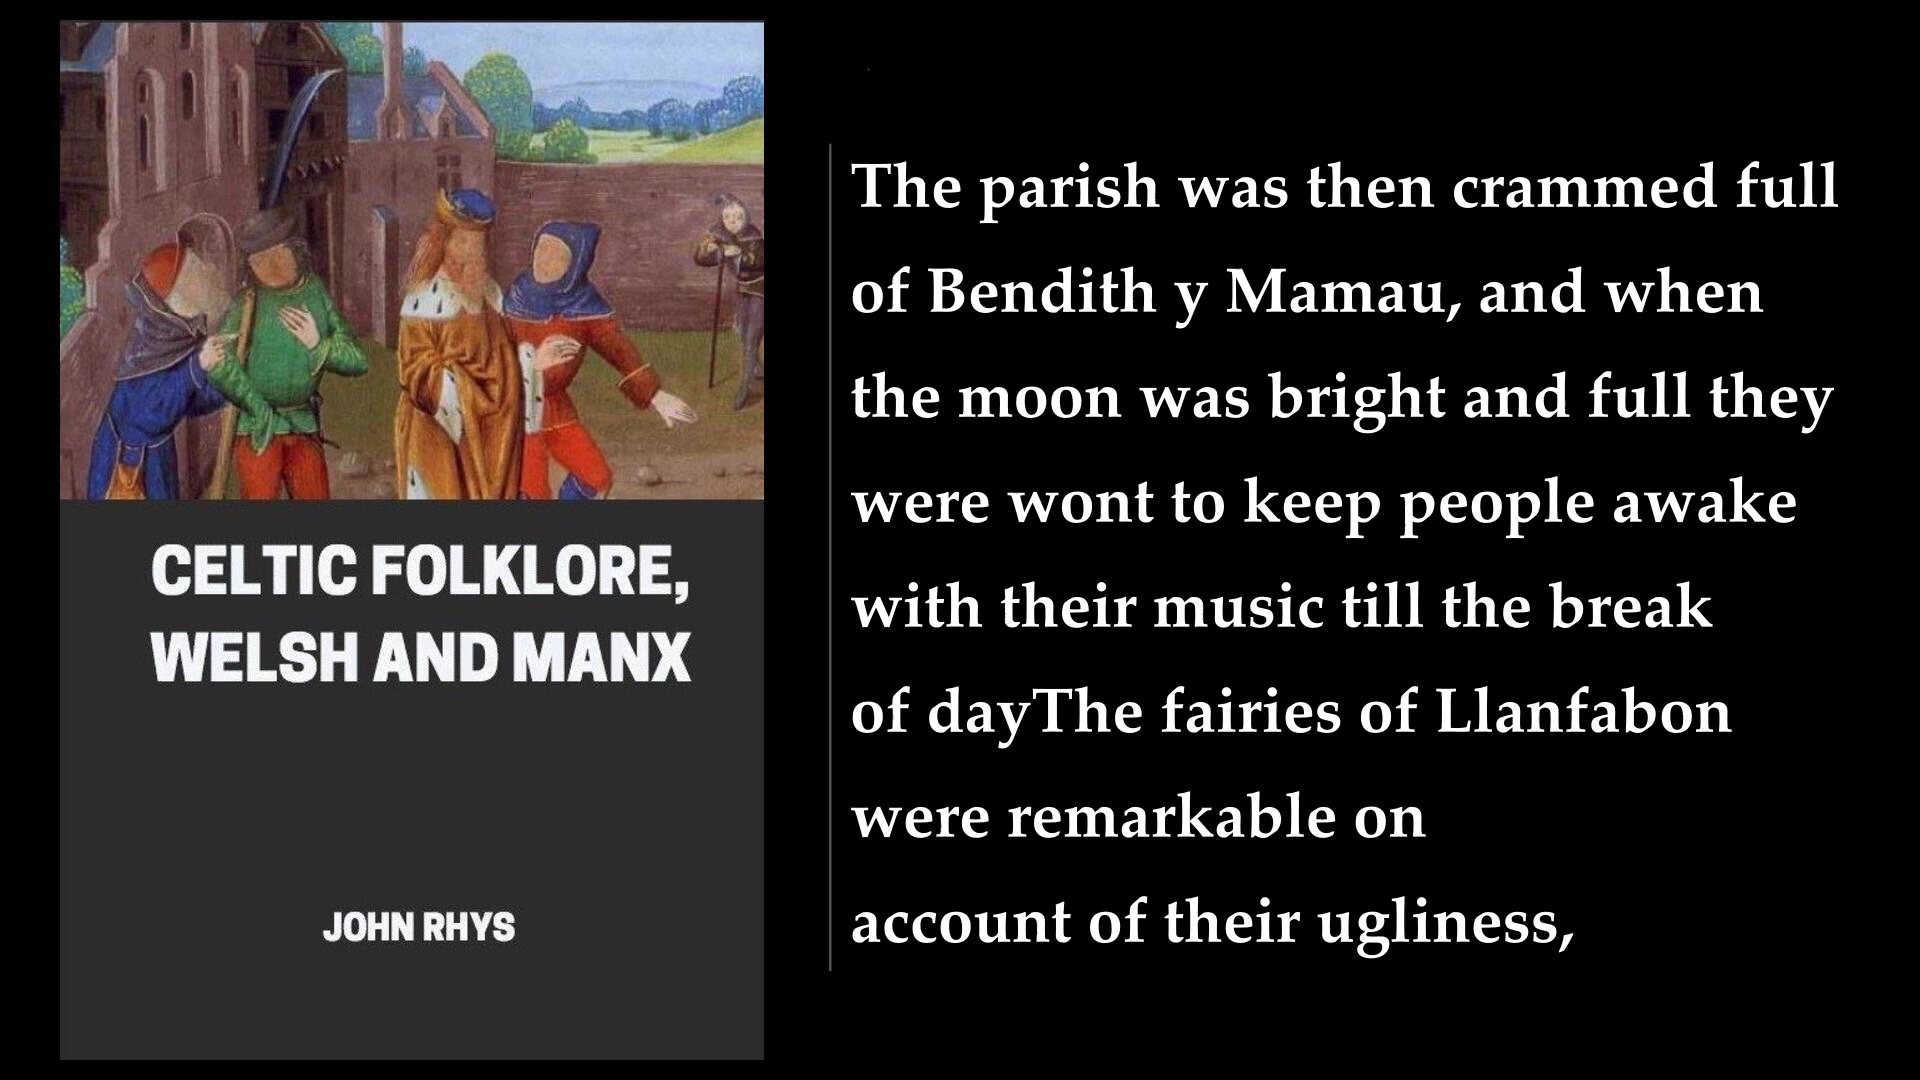 CELTIC FOLKLORE,
WELSH AND MANX
JOHN RHYS
The parish was then crammed full
of Bendith y Mamau, and when
the moon was bright and full they
were wont to keep people awake
with their music till the break
of dayThe fairies of Llanfabon
were remarkable on
account of their ugliness,